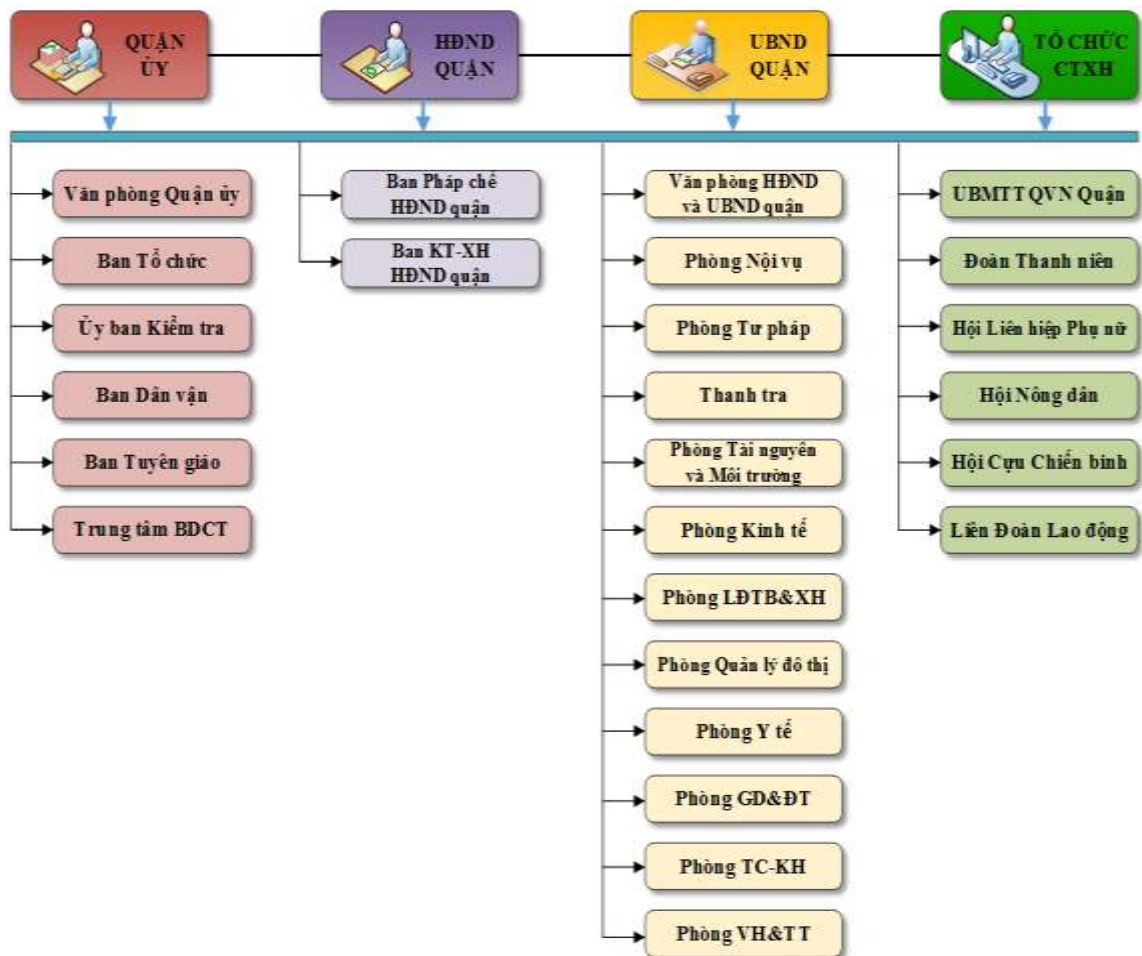 QUẬN
ỦY
HĐND
QUẬN
UBND
QUẬN
TỔ CHỨC
CTXH
Văn phòng Quận ủy
Ban Tổ chức
Ủy ban Kiểm tra
Ban Dân vận
Ban Tuyên giáo
Trung tâm BDCT
Ban Pháp chế
HĐND quận
Ban KT-XH
HĐND quận
Văn phòng HĐND
và UBND quận
Phòng Nội vụ
Phòng Tư pháp
Thanh tra
Phòng Tài nguyên
và Môi trường
Phòng Kinh tế
Phòng LĐTB&XH
Phòng Quản lý đô thị
Phòng Y tế
Phòng GD&ĐT
Phòng TC-KH
Phòng VH&TT
UBMTTQVN Quận
Đoàn Thanh niên
Hội Liên hiệp Phụ nữ
Hội Nông dân
Hội Cựu Chiến binh
Liên Đoàn Lao động